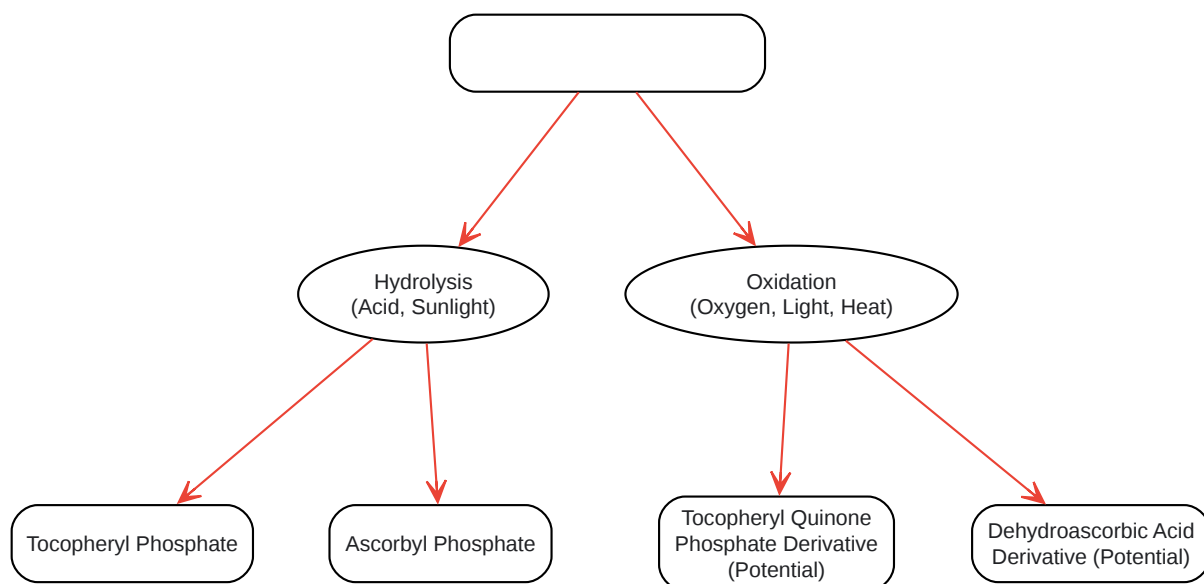 Hydrolysis
(Acid, Sunlight)
Oxidation
(Oxygen, Light, Heat)
Tocopheryl Phosphate
Ascorbyl Phosphate
Tocopheryl Quinone
Phosphate Derivative
(Potential)
Dehydroascorbic Acid
Derivative (Potential)